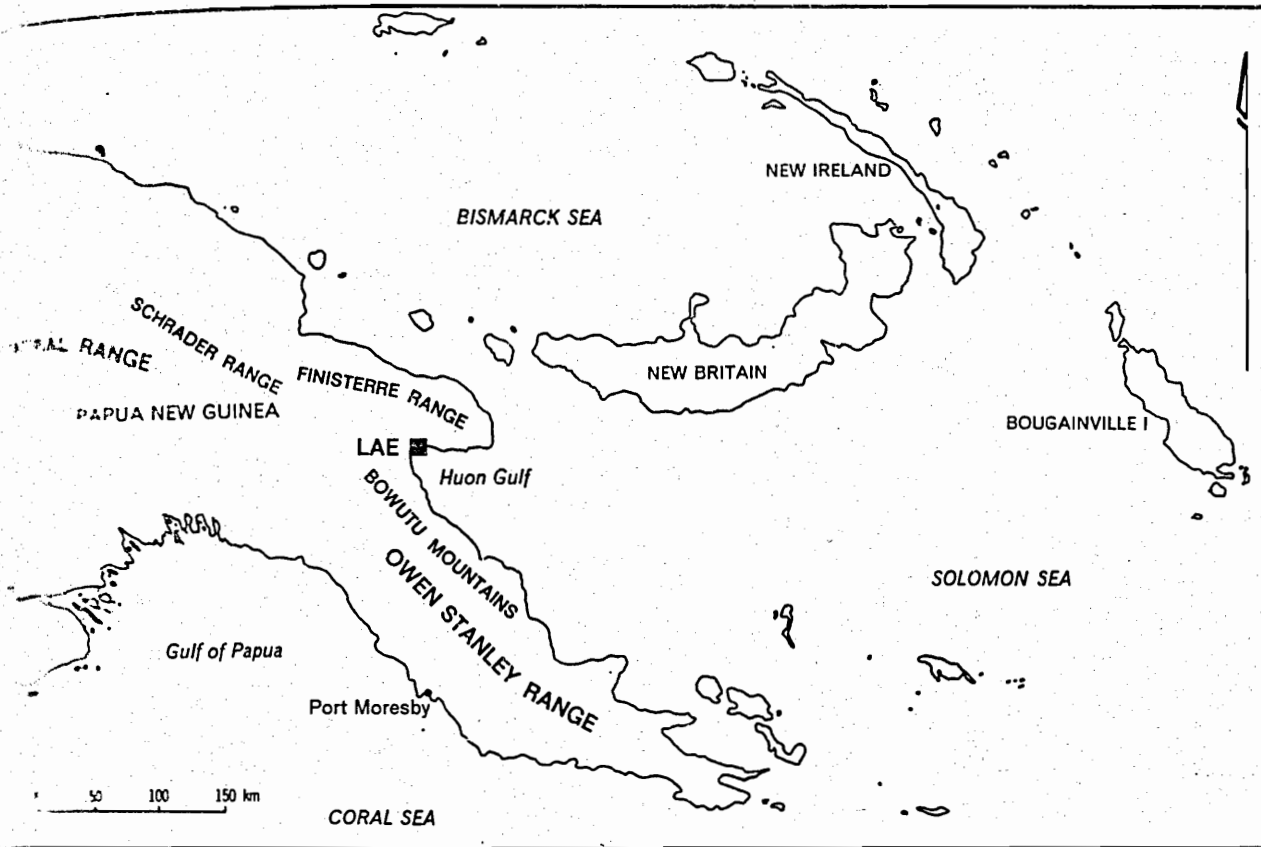 NEW IRELAND
BISMARCK SEA
SCHRADER RANGE
RANGE
FINISTERRE RANGE
NEW BRITAIN
PAPUA NEW GUINEA
BOUGAINVILLE I
LAE
Huon Gulf
BOWUTU MOUNTAINS
OWEN STANLEY RANGE
SOLOMON SEA
Gulf of Papua
Port Moresby
50 100 150 km
CORAL SEA